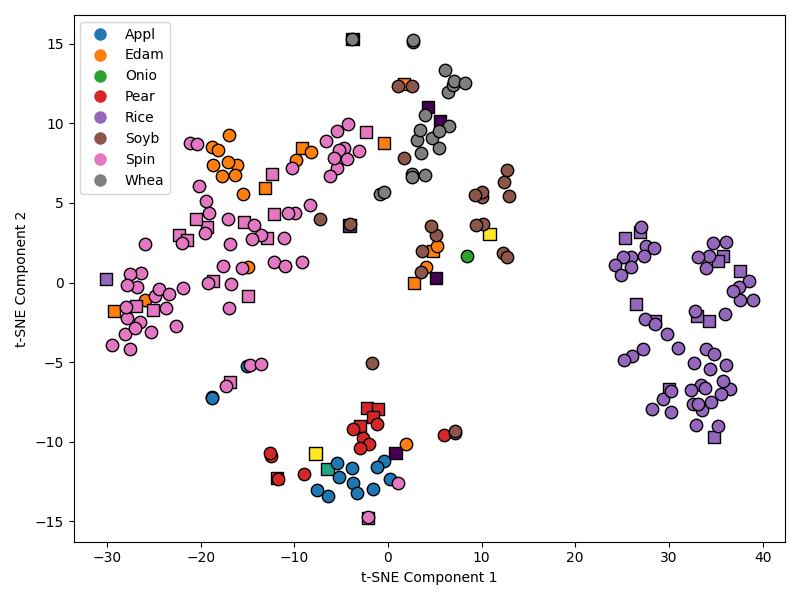 Appl
Edam
Onio
Pear
Rice
Soyb
Spin
Whea
15
10
5
0
−5
−10
−15
t-SNE Component 2
−30 −20 −10 0 10 20 30 40
t-SNE Component 1